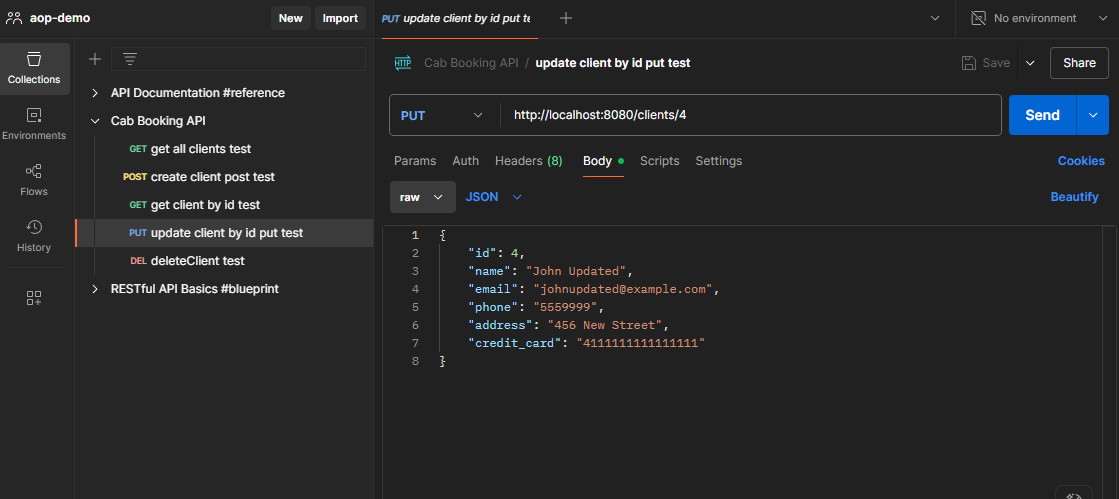 aop-demo
New
Import
PUT update client by id put te
No environment
Collections
Environments
Flows
History
API Documentation #reference
Cab Booking API
GET get all clients test
POST create client post test
GET get client by id test
PUT update client by id put test
DEL deleteClient test
RESTful API Basics #blueprint
HTTP Cab Booking API / update client by id put test
Save
Share
PUT
http://localhost:8080/clients/4
Send
Params Auth Headers (8) Body Scripts Settings
Cookies
raw
JSON
Beautify
1 {
2 "id": 4,
3 "name": "John Updated",
4 "email": "johnupdated@example.com",
5 "phone": "5559999",
6 "address": "456 New Street",
7 "credit_card": "4111111111111111"
8 }